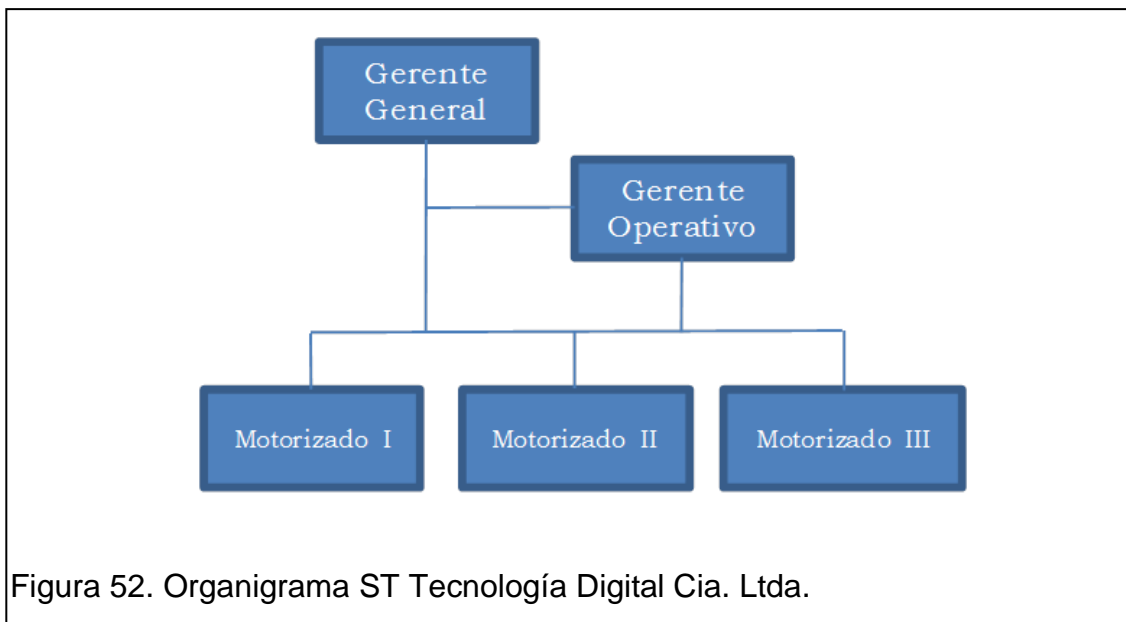 Gerente
General
Gerente
Operativo
Motorizado I
Motorizado II
Motorizado III
Figura 52. Organigrama ST Tecnología Digital Cia. Ltda.